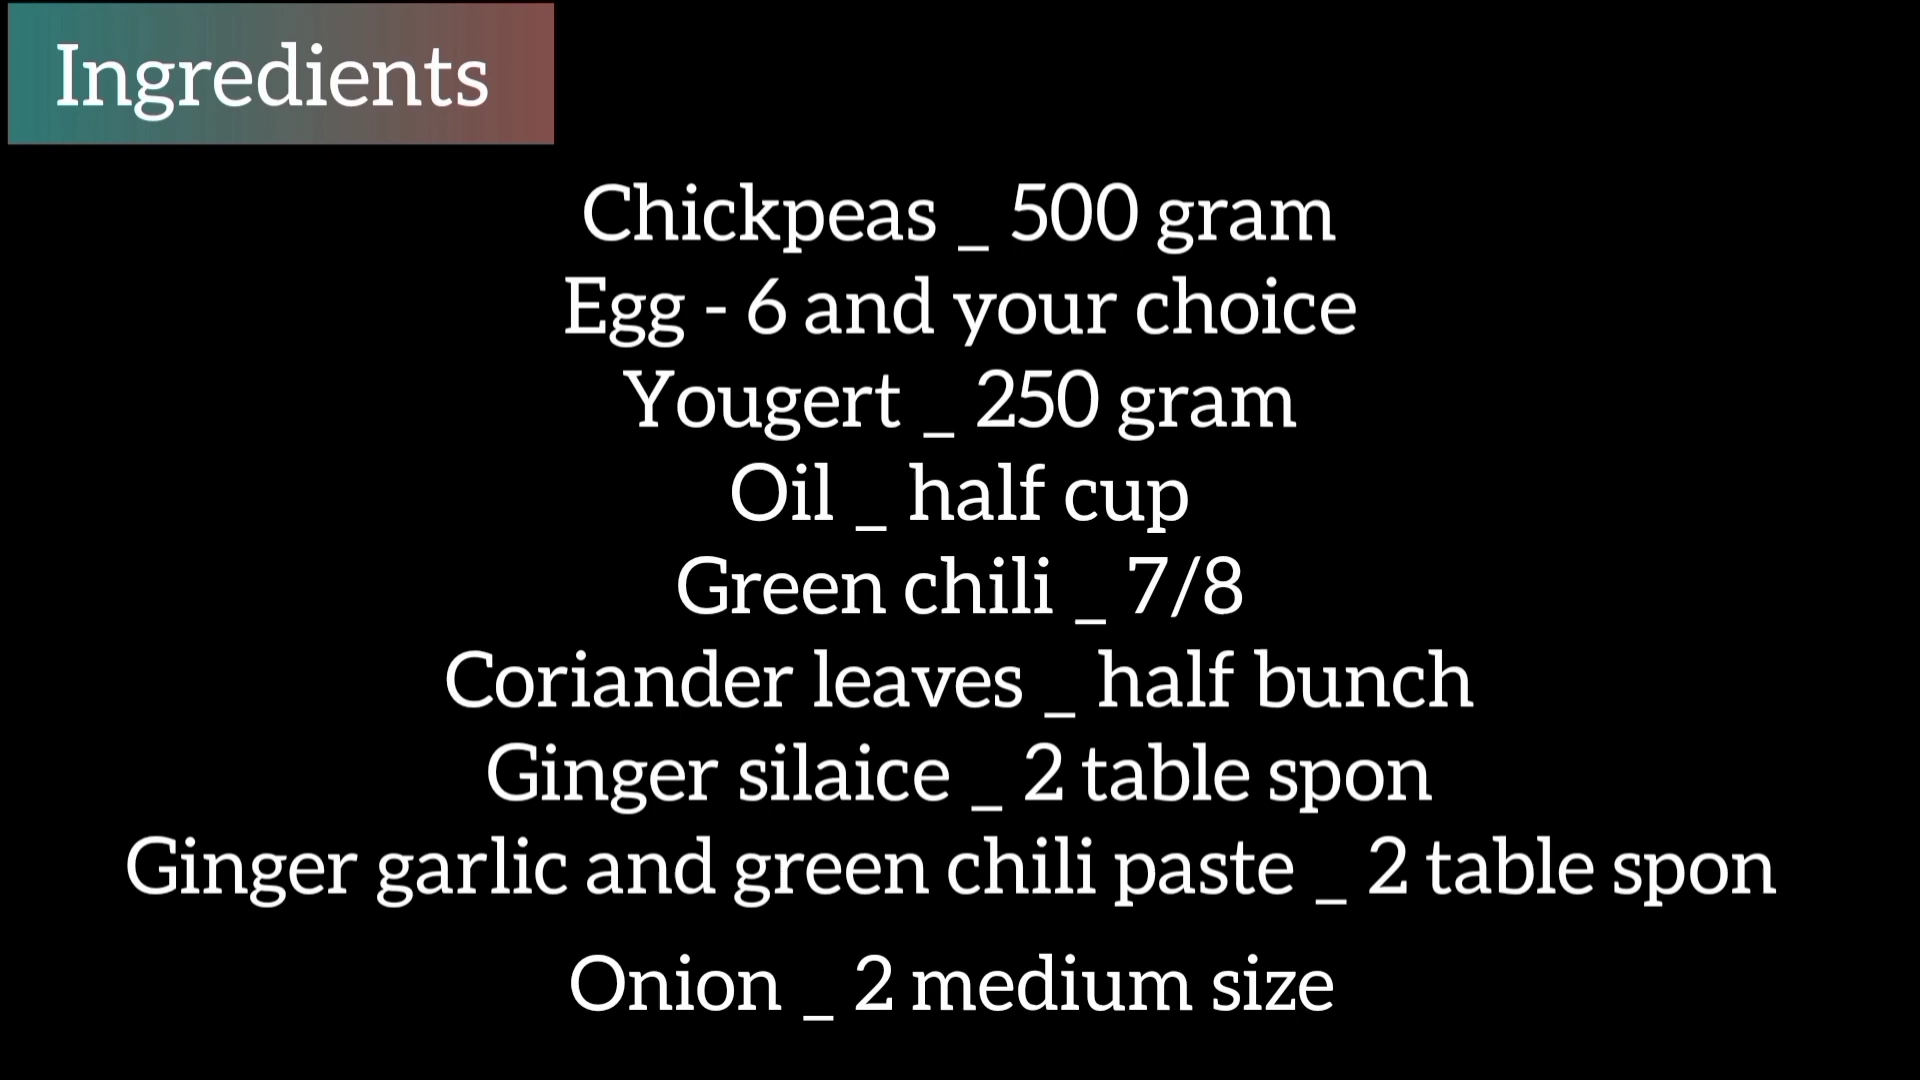 Ingredients
Chickpeas _ 500 gram
Egg - 6 and your choice
Yougert _ 250 gram
Oil _ half cup
Green chili _ 7/8
Coriander leaves _ half bunch
Ginger silaice _ 2 table spon
Ginger garlic and green chili paste _ 2 table spon
Onion _ 2 medium size